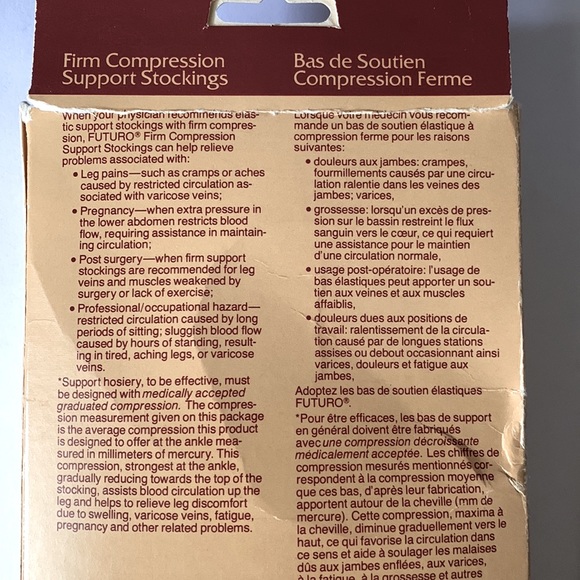 Firm Compression
Support Stockings
When your physician recommends elas-
tic support stockings with firm compres-
sion, FUTURO® Firm Compression
Support Stockings can help relieve
problems associated with:
• Leg pains—such as cramps or aches
caused by restricted circulation as-
sociated with varicose veins;
• Pregnancy—when extra pressure in
the lower abdomen restricts blood
flow, requiring assistance in maintain-
ing circulation;
• Post surgery—when firm support
stockings are recommended for leg
veins and muscles weakened by
surgery or lack of exercise;
• Professional/occupational hazard—
restricted circulation caused by long
periods of sitting; sluggish blood flow
caused by hours of standing, result-
ing in tired, aching legs, or varicose
veins.
*Support hosiery, to be effective, must
be designed with medically accepted
graduated compression. The compres-
sion measurement given on this package
is the average compression this product
is designed to offer at the ankle mea-
sured in millimeters of mercury. This
compression, strongest at the ankle,
gradually reducing towards the top of the
stocking, assists blood circulation up the
leg and helps to relieve leg discomfort
due to swelling, varicose veins, fatigue,
pregnancy and other related problems.
Bas de Soutien
Compression Ferme
Lorsque votre médecin vous recom-
mande un bas de soutien élastique à
compression ferme pour les raisons
suivantes:
• douleurs aux jambes: crampes,
fourmillements causés par une circu-
lation ralentie dans les veines des
jambes; varices,
• grossesse: lorsqu'un excès de pres-
sion sur le bassin restreint le flux
sanguin vers le cœur, ce qui requiert
une assistance pour le maintien
d'une circulation normale,
• usage post-opératoire: l'usage de
bas élastiques peut apporter un sou-
tien aux veines et aux muscles
affaiblis,
• douleurs dues aux positions de
travail: ralentissement de la circula-
tion causé par de longues stations
assises ou debout occasionnant ainsi
varices, douleurs et fatigue aux
jambes,
Adoptez les bas de soutien élastiques
FUTURO®.
*Pour être efficaces, les bas de support
en général doivent être fabriqués
avec une compression décroissante
médicalement acceptée. Les chiffres de
compression mesurés mentionnés cor-
respondent à la compression moyenne
que ces bas, d'après leur fabrication,
apportent autour de la cheville (mm de
mercure). Cette compression, maxima à
la cheville, diminue graduellement vers le
haut, ce qui favorise la circulation dans
ce sens et aide à soulager les malaises
dûs aux jambes enflées, aux varices,
à la fatigue, à la grossesse et autres